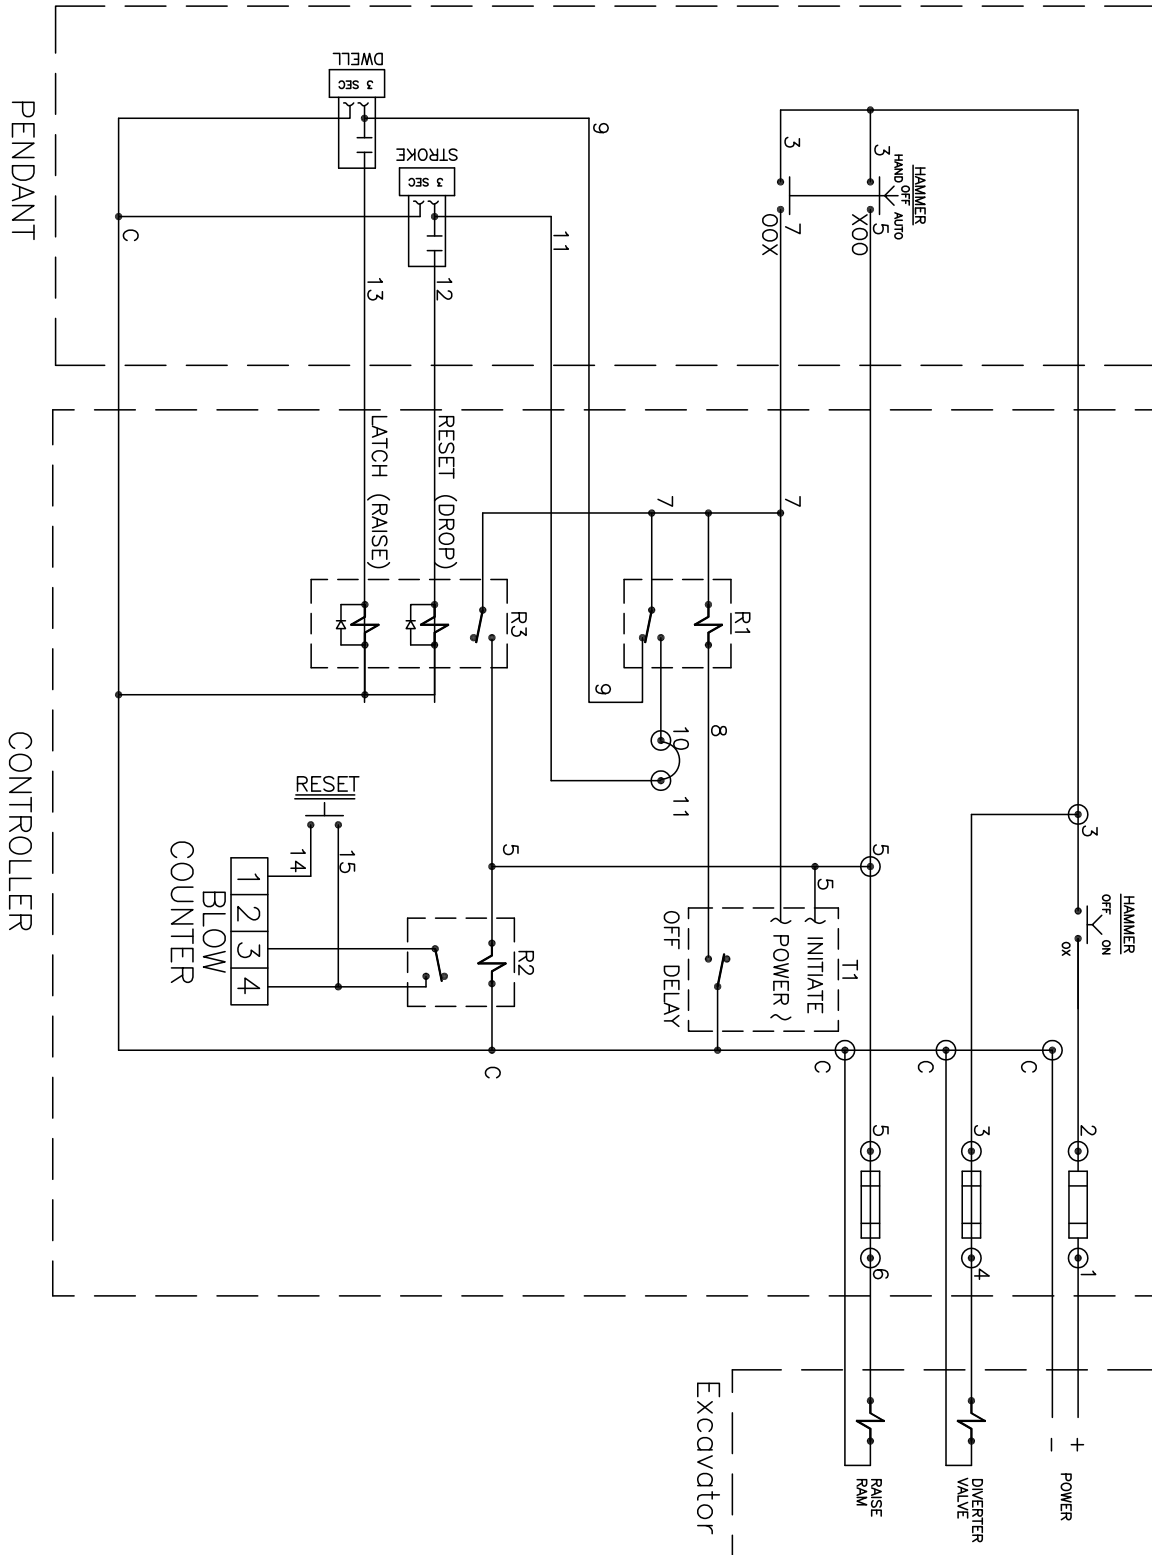 HAMMER
OFF ON
OX
3
2
1
+
−
POWER
C
HAMMER
HAND OFF AUTO
3
5
XOO
3
7
OOX
3
4
DIVERTER
VALVE
C
5
5
6
RAISE
RAM
C
7
T1
INITIATE
POWER
OFF DELAY
5
R1
8
7
10
11
9
9
11
R3
5
R2
C
STROKE
3 SEC
12
RESET (DROP)
DWELL
3 SEC
13
LATCH (RAISE)
RESET
15
14
1
2
3
4
BLOW
COUNTER
C
PENDANT
CONTROLLER
Excavator